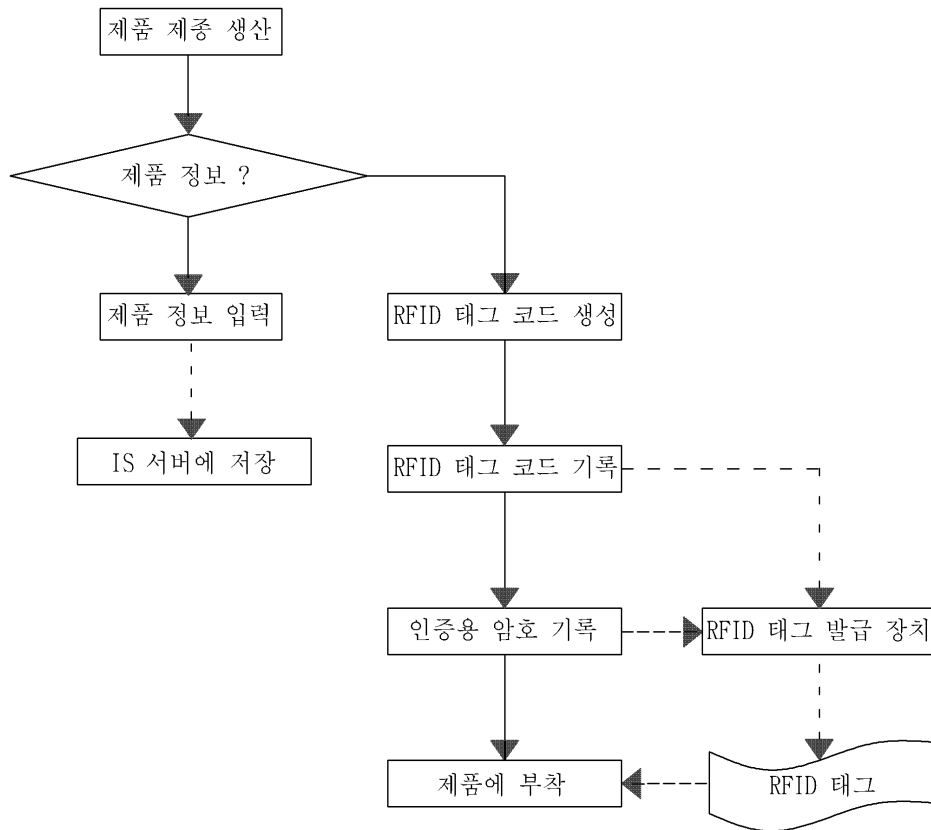 제품 제종 생산
제품 정보 ?
제품 정보 입력
RFID 태그 코드 생성
IS 서버에 저장
RFID 태그 코드 기록
인증용 암호 기록
RFID 태그 발급 장치
제품에 부착
RFID 태그